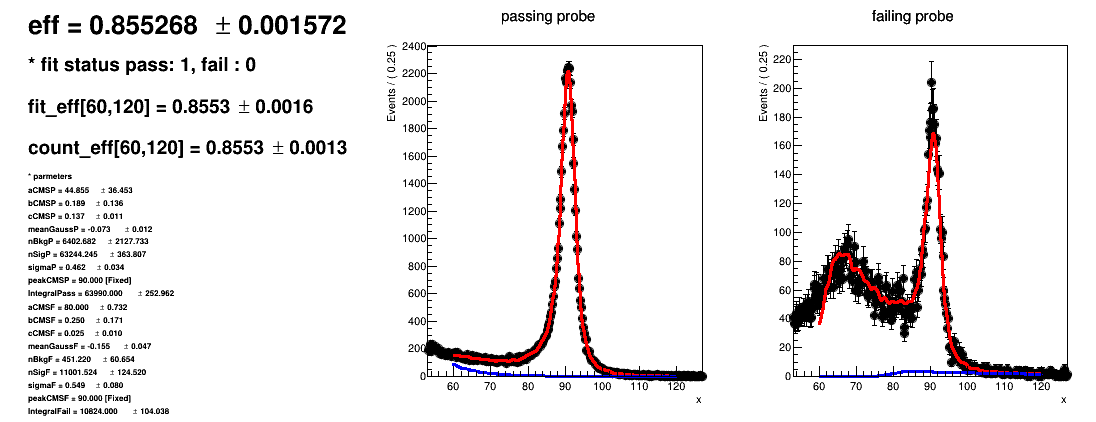 eff = 0.855268 ± 0.001572
* fit status pass: 1, fail : 0
fit_eff[60,120] = 0.8553 ± 0.0016
count_eff[60,120] = 0.8553 ± 0.0013
* parmeters
aCMSP = 44.855 ± 36.453
bCMSP = 0.189 ± 0.136
cCMSP = 0.137 ± 0.011
meanGaussP = -0.073 ± 0.012
nBkgP = 6402.682 ± 2127.733
nSigP = 63244.245 ± 363.807
sigmaP = 0.462 ± 0.034
peakCMSP = 90.000 [Fixed]
IntegralPass = 63990.000 ± 252.962
aCMSF = 80.000 ± 0.732
bCMSF = 0.250 ± 0.171
cCMSF = 0.025 ± 0.010
meanGaussF = -0.155 ± 0.047
nBkgF = 451.220 ± 60.654
nSigF = 11001.524 ± 124.520
sigmaF = 0.549 ± 0.080
peakCMSF = 90.000 [Fixed]
IntegralFail = 10824.000 ± 104.038
passing probe
Events / ( 0.25 )
2400
2200
2000
1800
1600
1400
1200
1000
800
600
400
200
0
60 70 80 90 100 110 120
x
failing probe
Events / ( 0.25 )
220
200
180
160
140
120
100
80
60
40
20
0
60 70 80 90 100 110 120
x